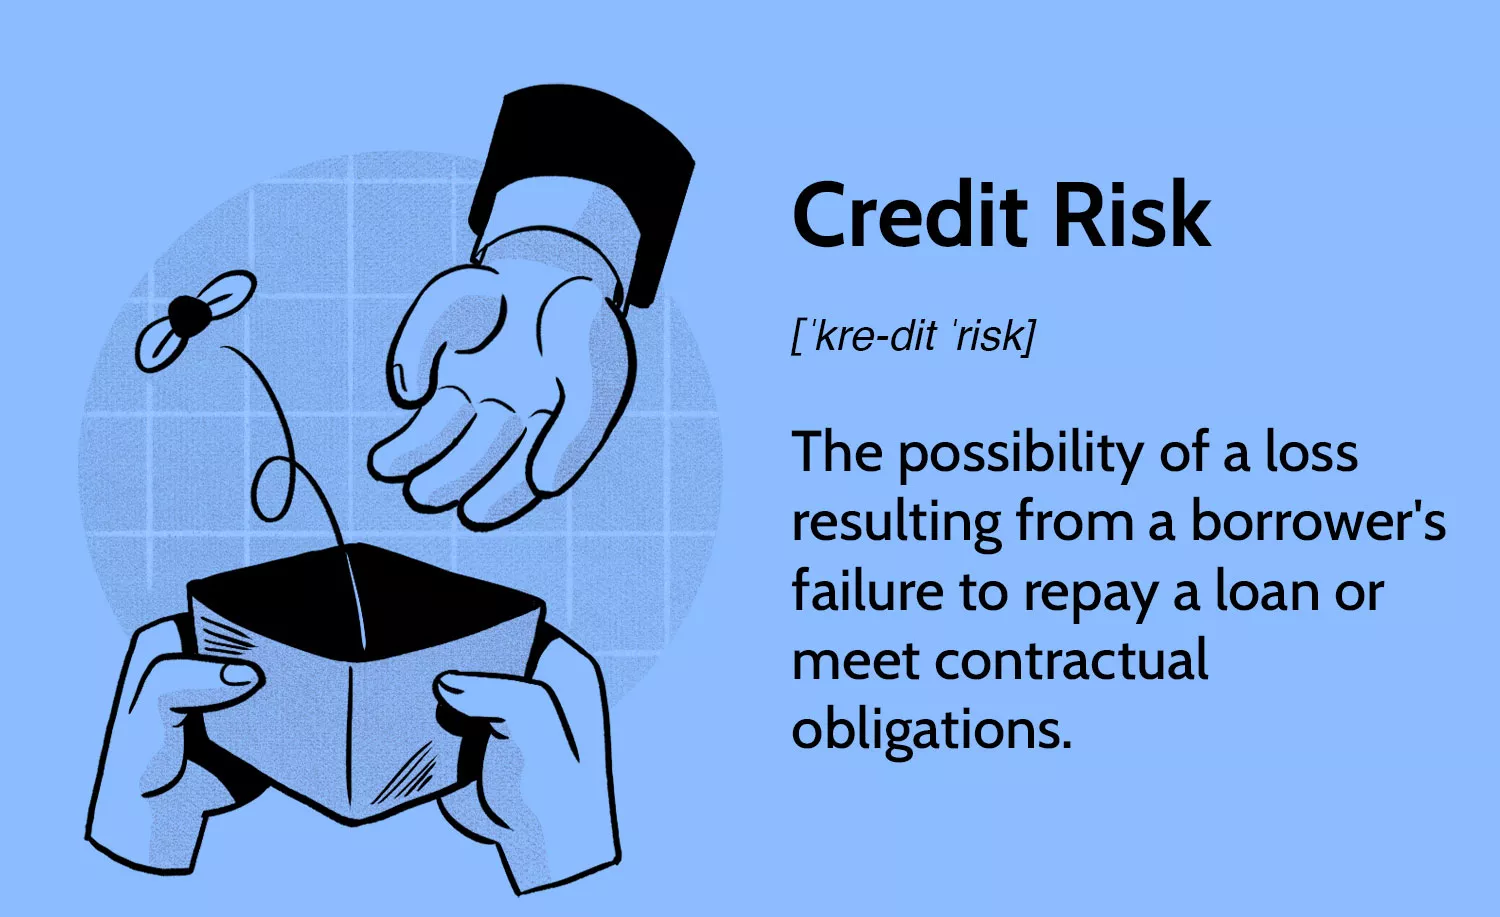 Credit Risk
[ˈkre-dit ˈrisk]
The possibility of a loss
resulting from a borrower's
failure to repay a loan or
meet contractual
obligations.